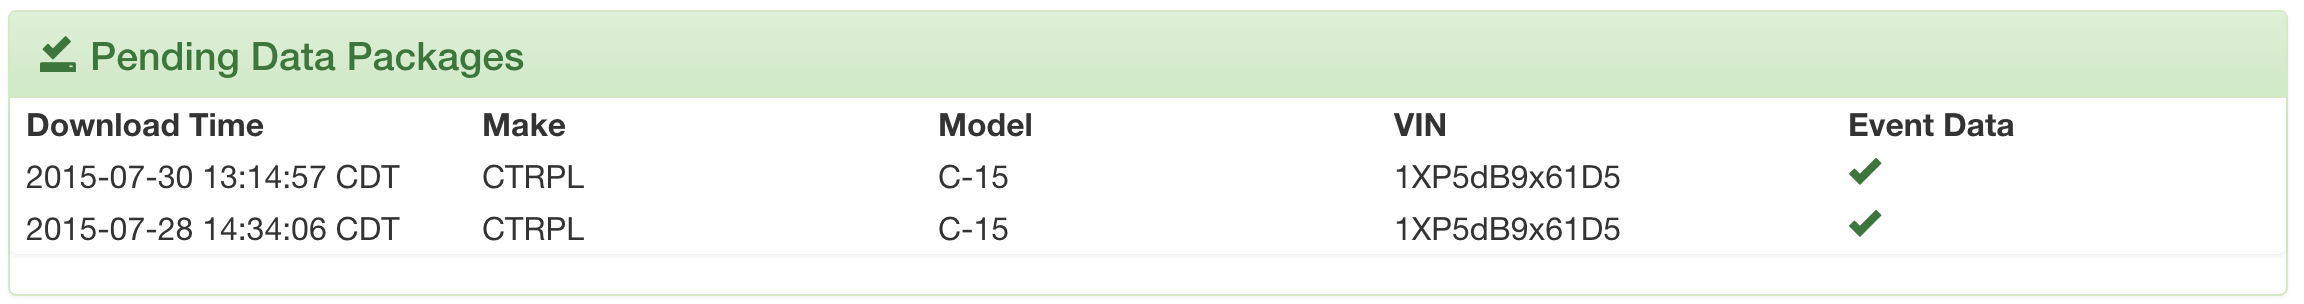 Pending Data Packages
Download Time Make Model VIN Event Data
2015-07-30 13:14:57 CDT CTRPL C-15 1XP5dB9x61D5
2015-07-28 14:34:06 CDT CTRPL C-15 1XP5dB9x61D5